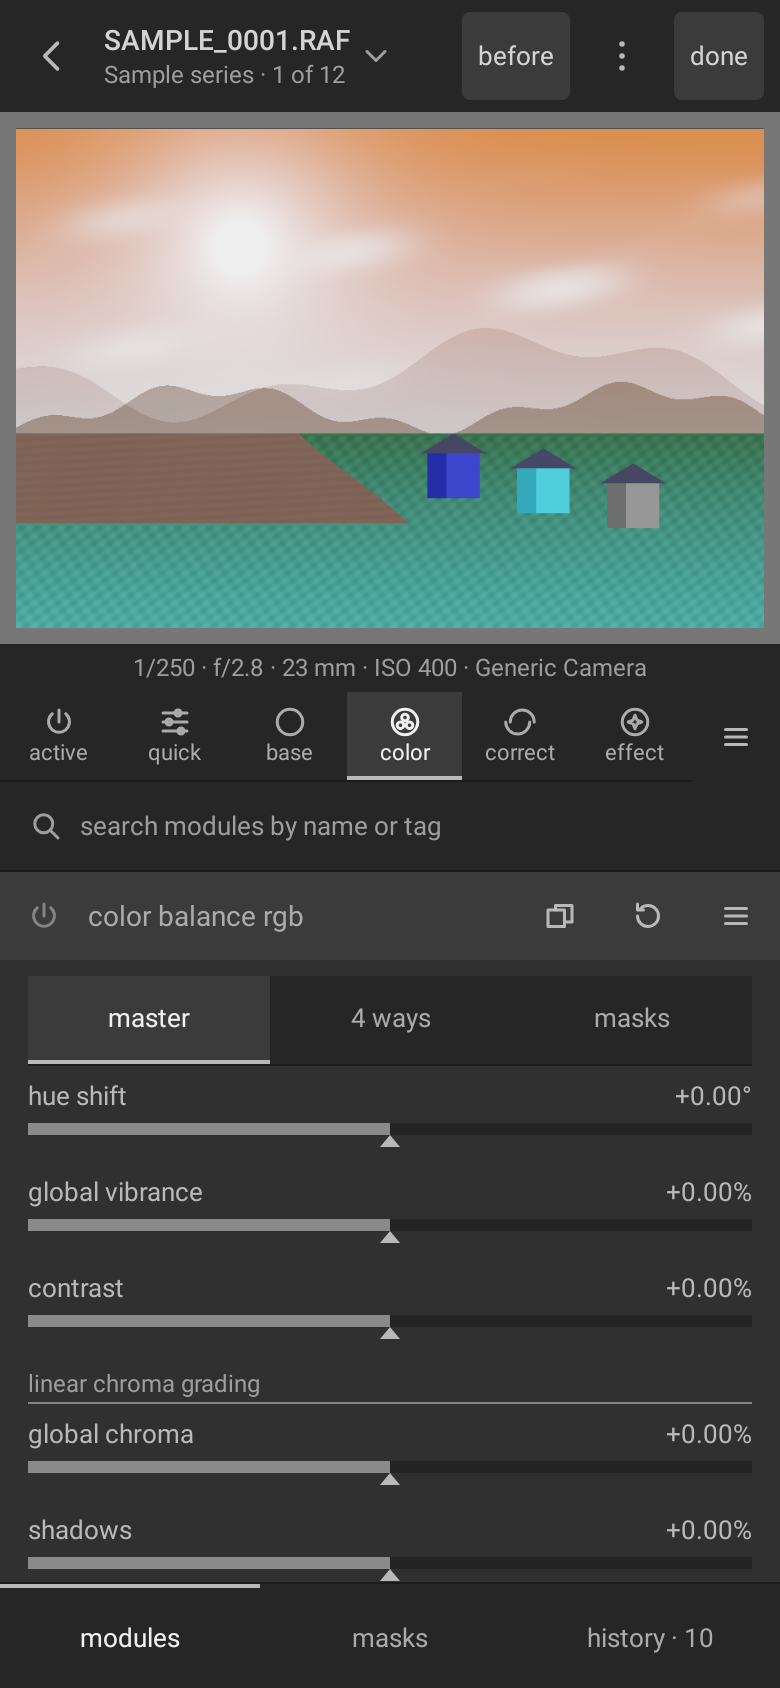 SAMPLE_0001.RAF
Sample series · 1 of 12
before
done
1/250 · f/2.8 · 23 mm · ISO 400 · Generic Camera
active quick base color correct effect
search modules by name or tag
color balance rgb
master 4 ways masks
hue shift +0.00°
global vibrance +0.00%
contrast +0.00%
linear chroma grading
global chroma +0.00%
shadows +0.00%
modules masks history · 10